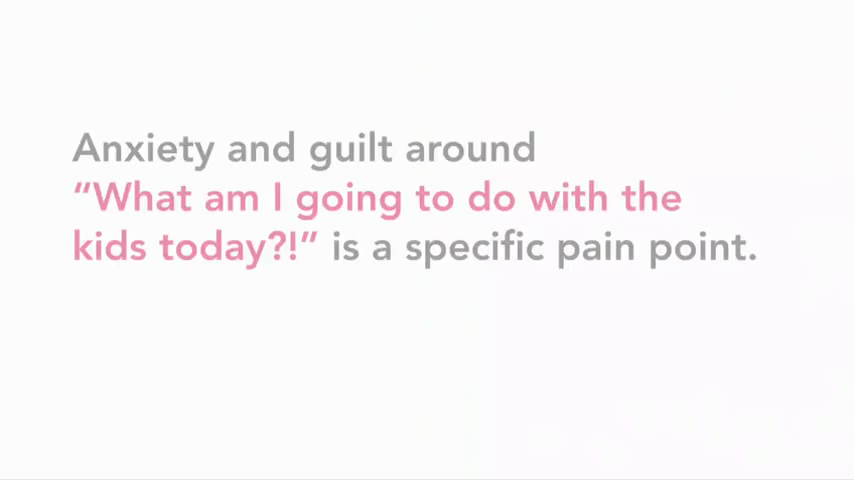 Anxiety and guilt around
“What am I going to do with the
kids today?!” is a specific pain point.